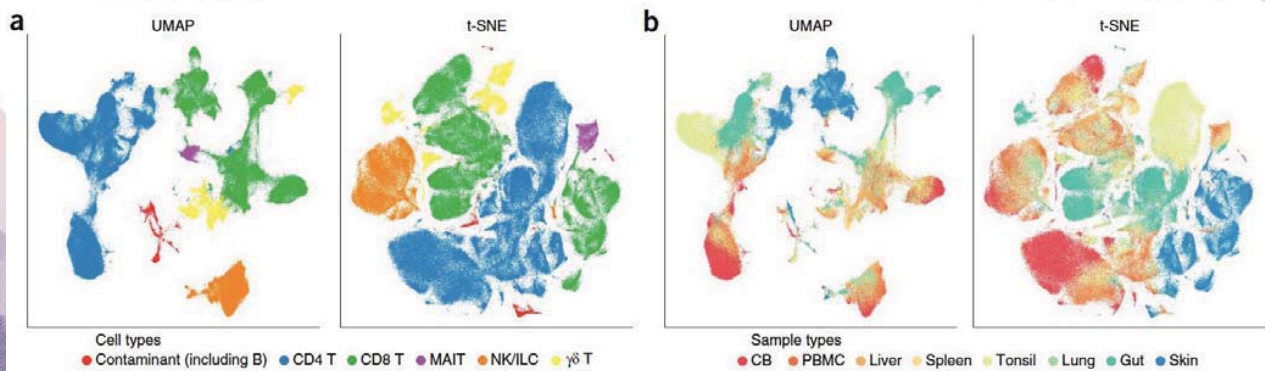 a
UMAP
t-SNE
b
UMAP
t-SNE
Cell types
Contaminant (including B) CD4 T CD8 T MAIT NK/ILC γδ T
Sample types
CB PBMC Liver Spleen Tonsil Lung Gut Skin